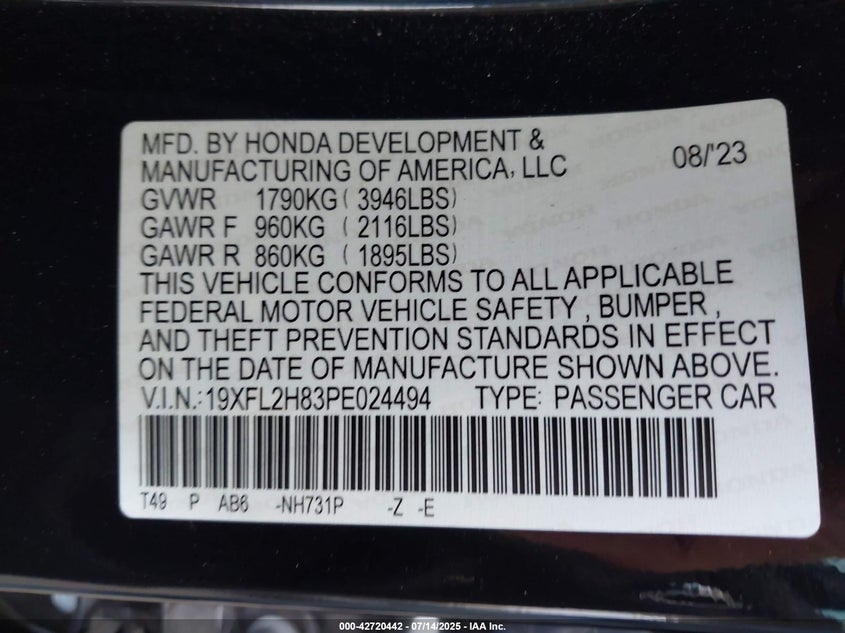 MFD. BY HONDA DEVELOPMENT &
MANUFACTURING OF AMERICA, LLC 08/'23
GVWR 1790KG ( 3946LBS)
GAWR F 960KG ( 2116LBS)
GAWR R 860KG ( 1895LBS)
THIS VEHICLE CONFORMS TO ALL APPLICABLE
FEDERAL MOTOR VEHICLE SAFETY , BUMPER ,
AND THEFT PREVENTION STANDARDS IN EFFECT
ON THE DATE OF MANUFACTURE SHOWN ABOVE.
V.I.N.: 19XFL2H83PE024494 TYPE: PASSENGER CAR
T49 P AB6 -NH731P -Z -E
000-42720442 - 07/14/2025 - IAA Inc.